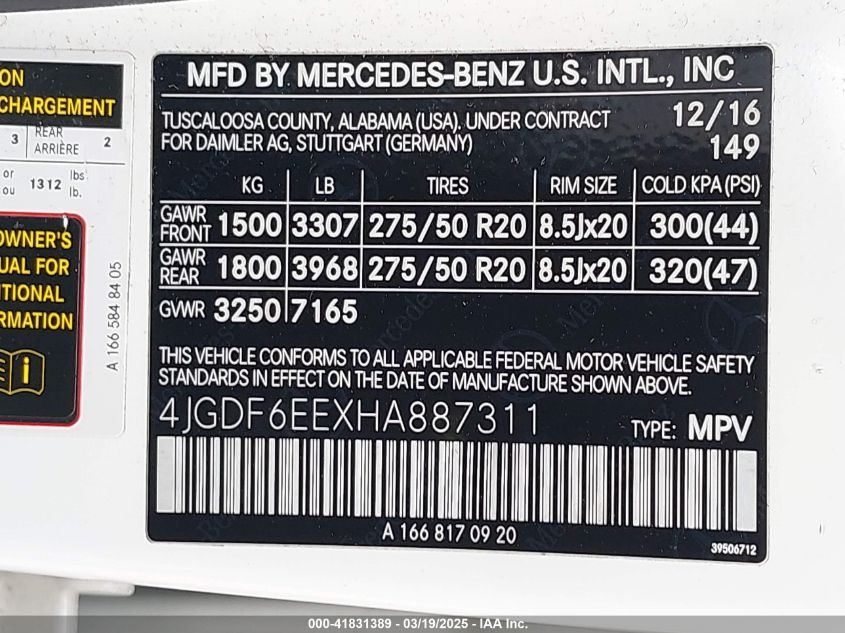 ON
CHARGEMENT
3 REAR ARRIÈRE 2
or ou 1312 lbs. lb.
OWNER'S
UAL FOR
ITIONAL
RMATION
i
A 166 584 84 05
MFD BY MERCEDES-BENZ U.S. INTL., INC
TUSCALOOSA COUNTY, ALABAMA (USA). UNDER CONTRACT 12/16
FOR DAIMLER AG, STUTTGART (GERMANY) 149
KG LB TIRES RIM SIZE COLD KPA (PSI)
GAWR FRONT 1500 3307 275/50 R20 8.5Jx20 300(44)
GAWR REAR 1800 3968 275/50 R20 8.5Jx20 320(47)
GVWR 3250 7165
THIS VEHICLE CONFORMS TO ALL APPLICABLE FEDERAL MOTOR VEHICLE SAFETY
STANDARDS IN EFFECT ON THE DATE OF MANUFACTURE SHOWN ABOVE.
4JGDF6EEXHA887311 TYPE: MPV
A 166 817 09 20
39506712
000-41831389 - 03/19/2025 - IAA Inc.